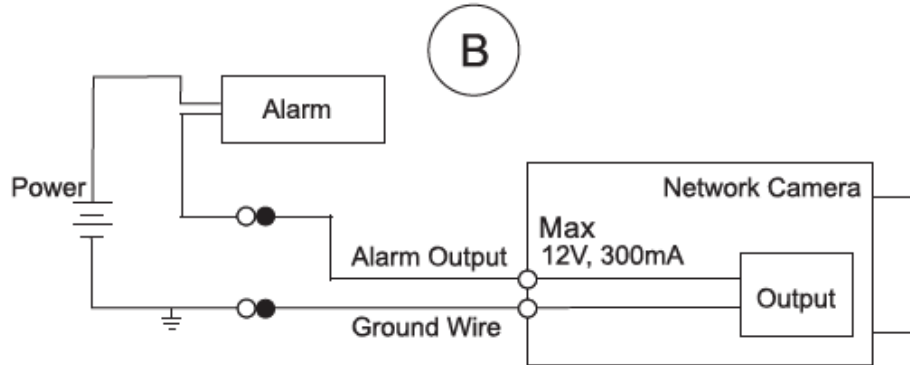 B
Alarm
Power
Network Camera
Max
12V, 300mA
Alarm Output
Output
Ground Wire